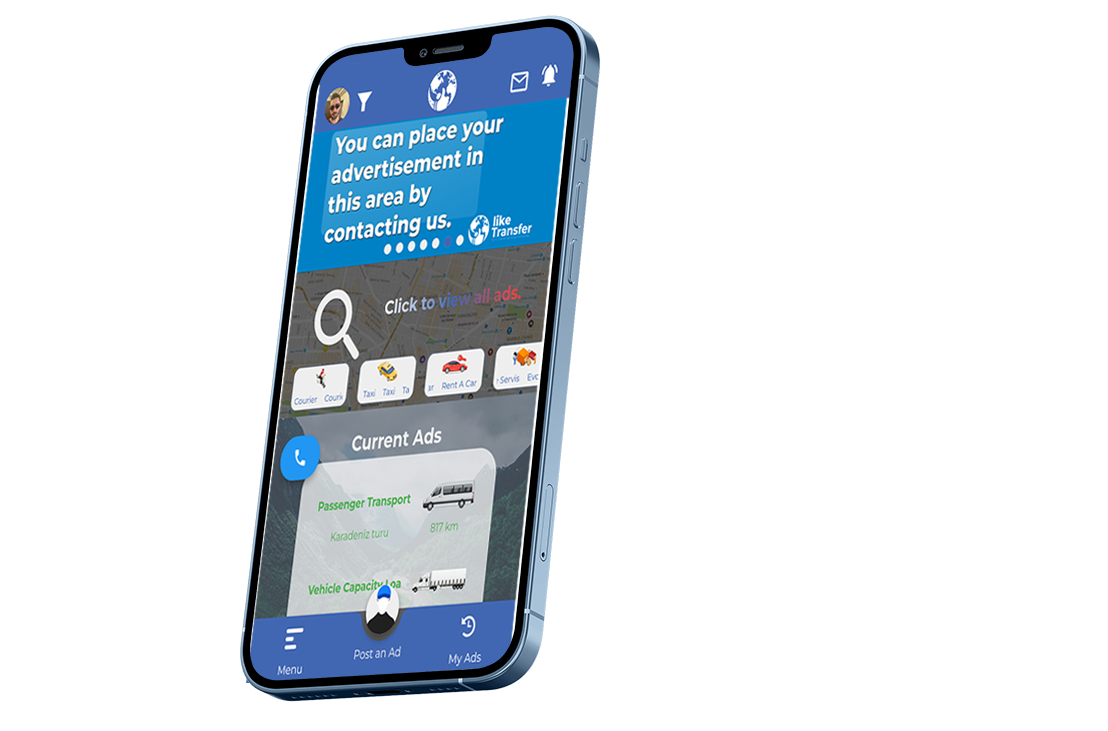 You can place your
advertisement in
this area by
contacting us.
like
Transfer
Click to view all ads.
Courier Couri
Taxi Taxi Ta
ar Rent A Car
Servis Evc
Current Ads
Passenger Transport
Karadeniz turu
817 km
Vehicle Capacity Loa
Post an Ad
Menu
My Ads